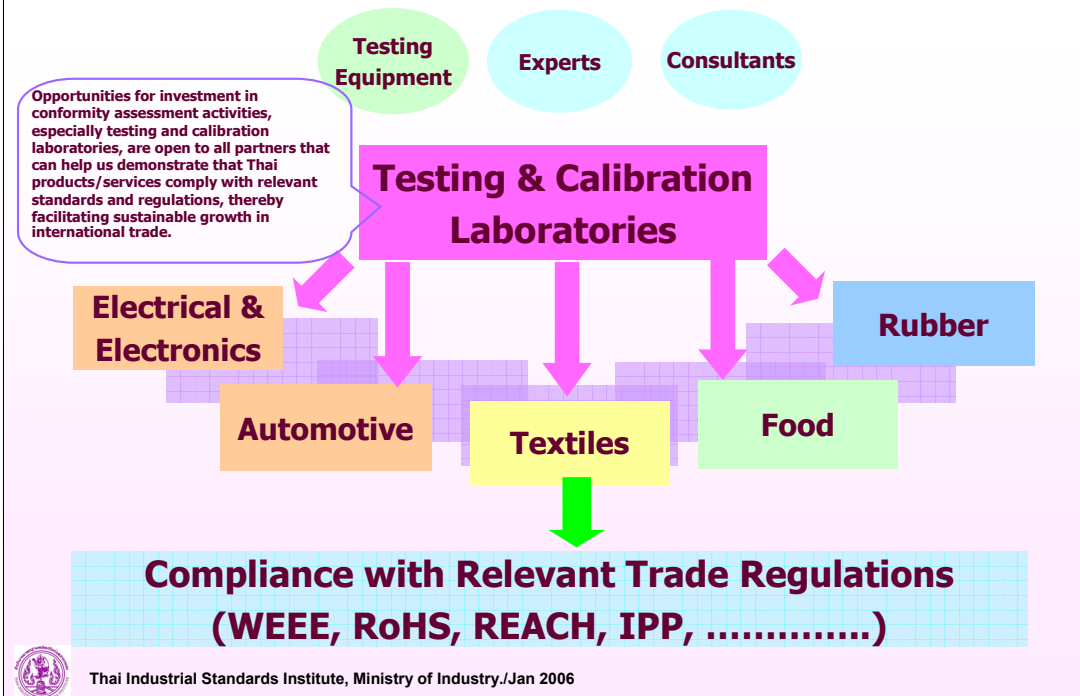 Testing
Equipment
Experts
Consultants
Opportunities for investment in
conformity assessment activities,
especially testing and calibration
laboratories, are open to all partners that
can help us demonstrate that Thai
products/services comply with relevant
standards and regulations, thereby
facilitating sustainable growth in
international trade.
Testing & Calibration
Laboratories
Electrical &
Electronics
Rubber
Automotive
Textiles
Food
Compliance with Relevant Trade Regulations
(WEEE, RoHS, REACH, IPP, ..............)
Thai Industrial Standards Institute, Ministry of Industry./Jan 2006